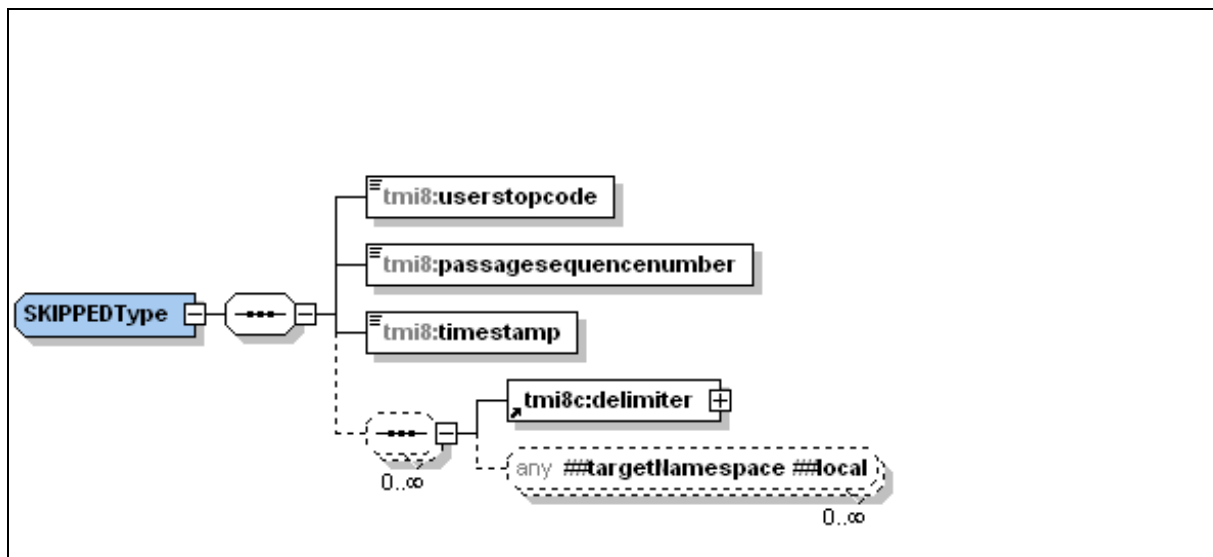 tmi8:userstopcode
tmi8:passagesequencenumber
SKIPPEDType
tmi8:timestamp
tmi8c:delimiter
0..∞
any ##targetNamespace ##local
0..∞